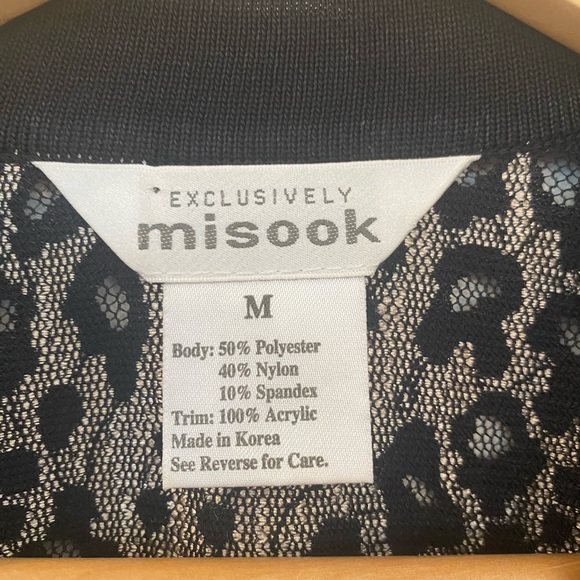 EXCLUSIVELY
misook
M
Body: 50% Polyester
40% Nylon
10% Spandex
Trim: 100% Acrylic
Made in Korea
See Reverse for Care.